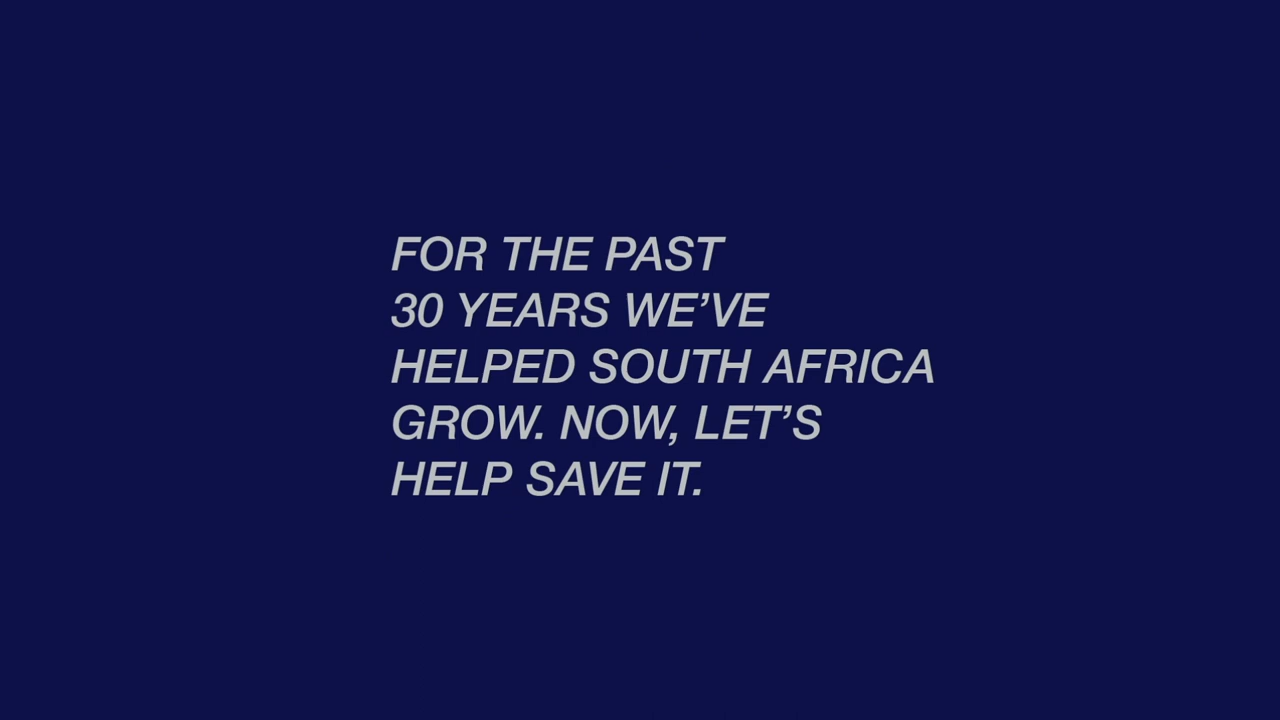 FOR THE PAST
30 YEARS WE’VE
HELPED SOUTH AFRICA
GROW. NOW, LET’S
HELP SAVE IT.